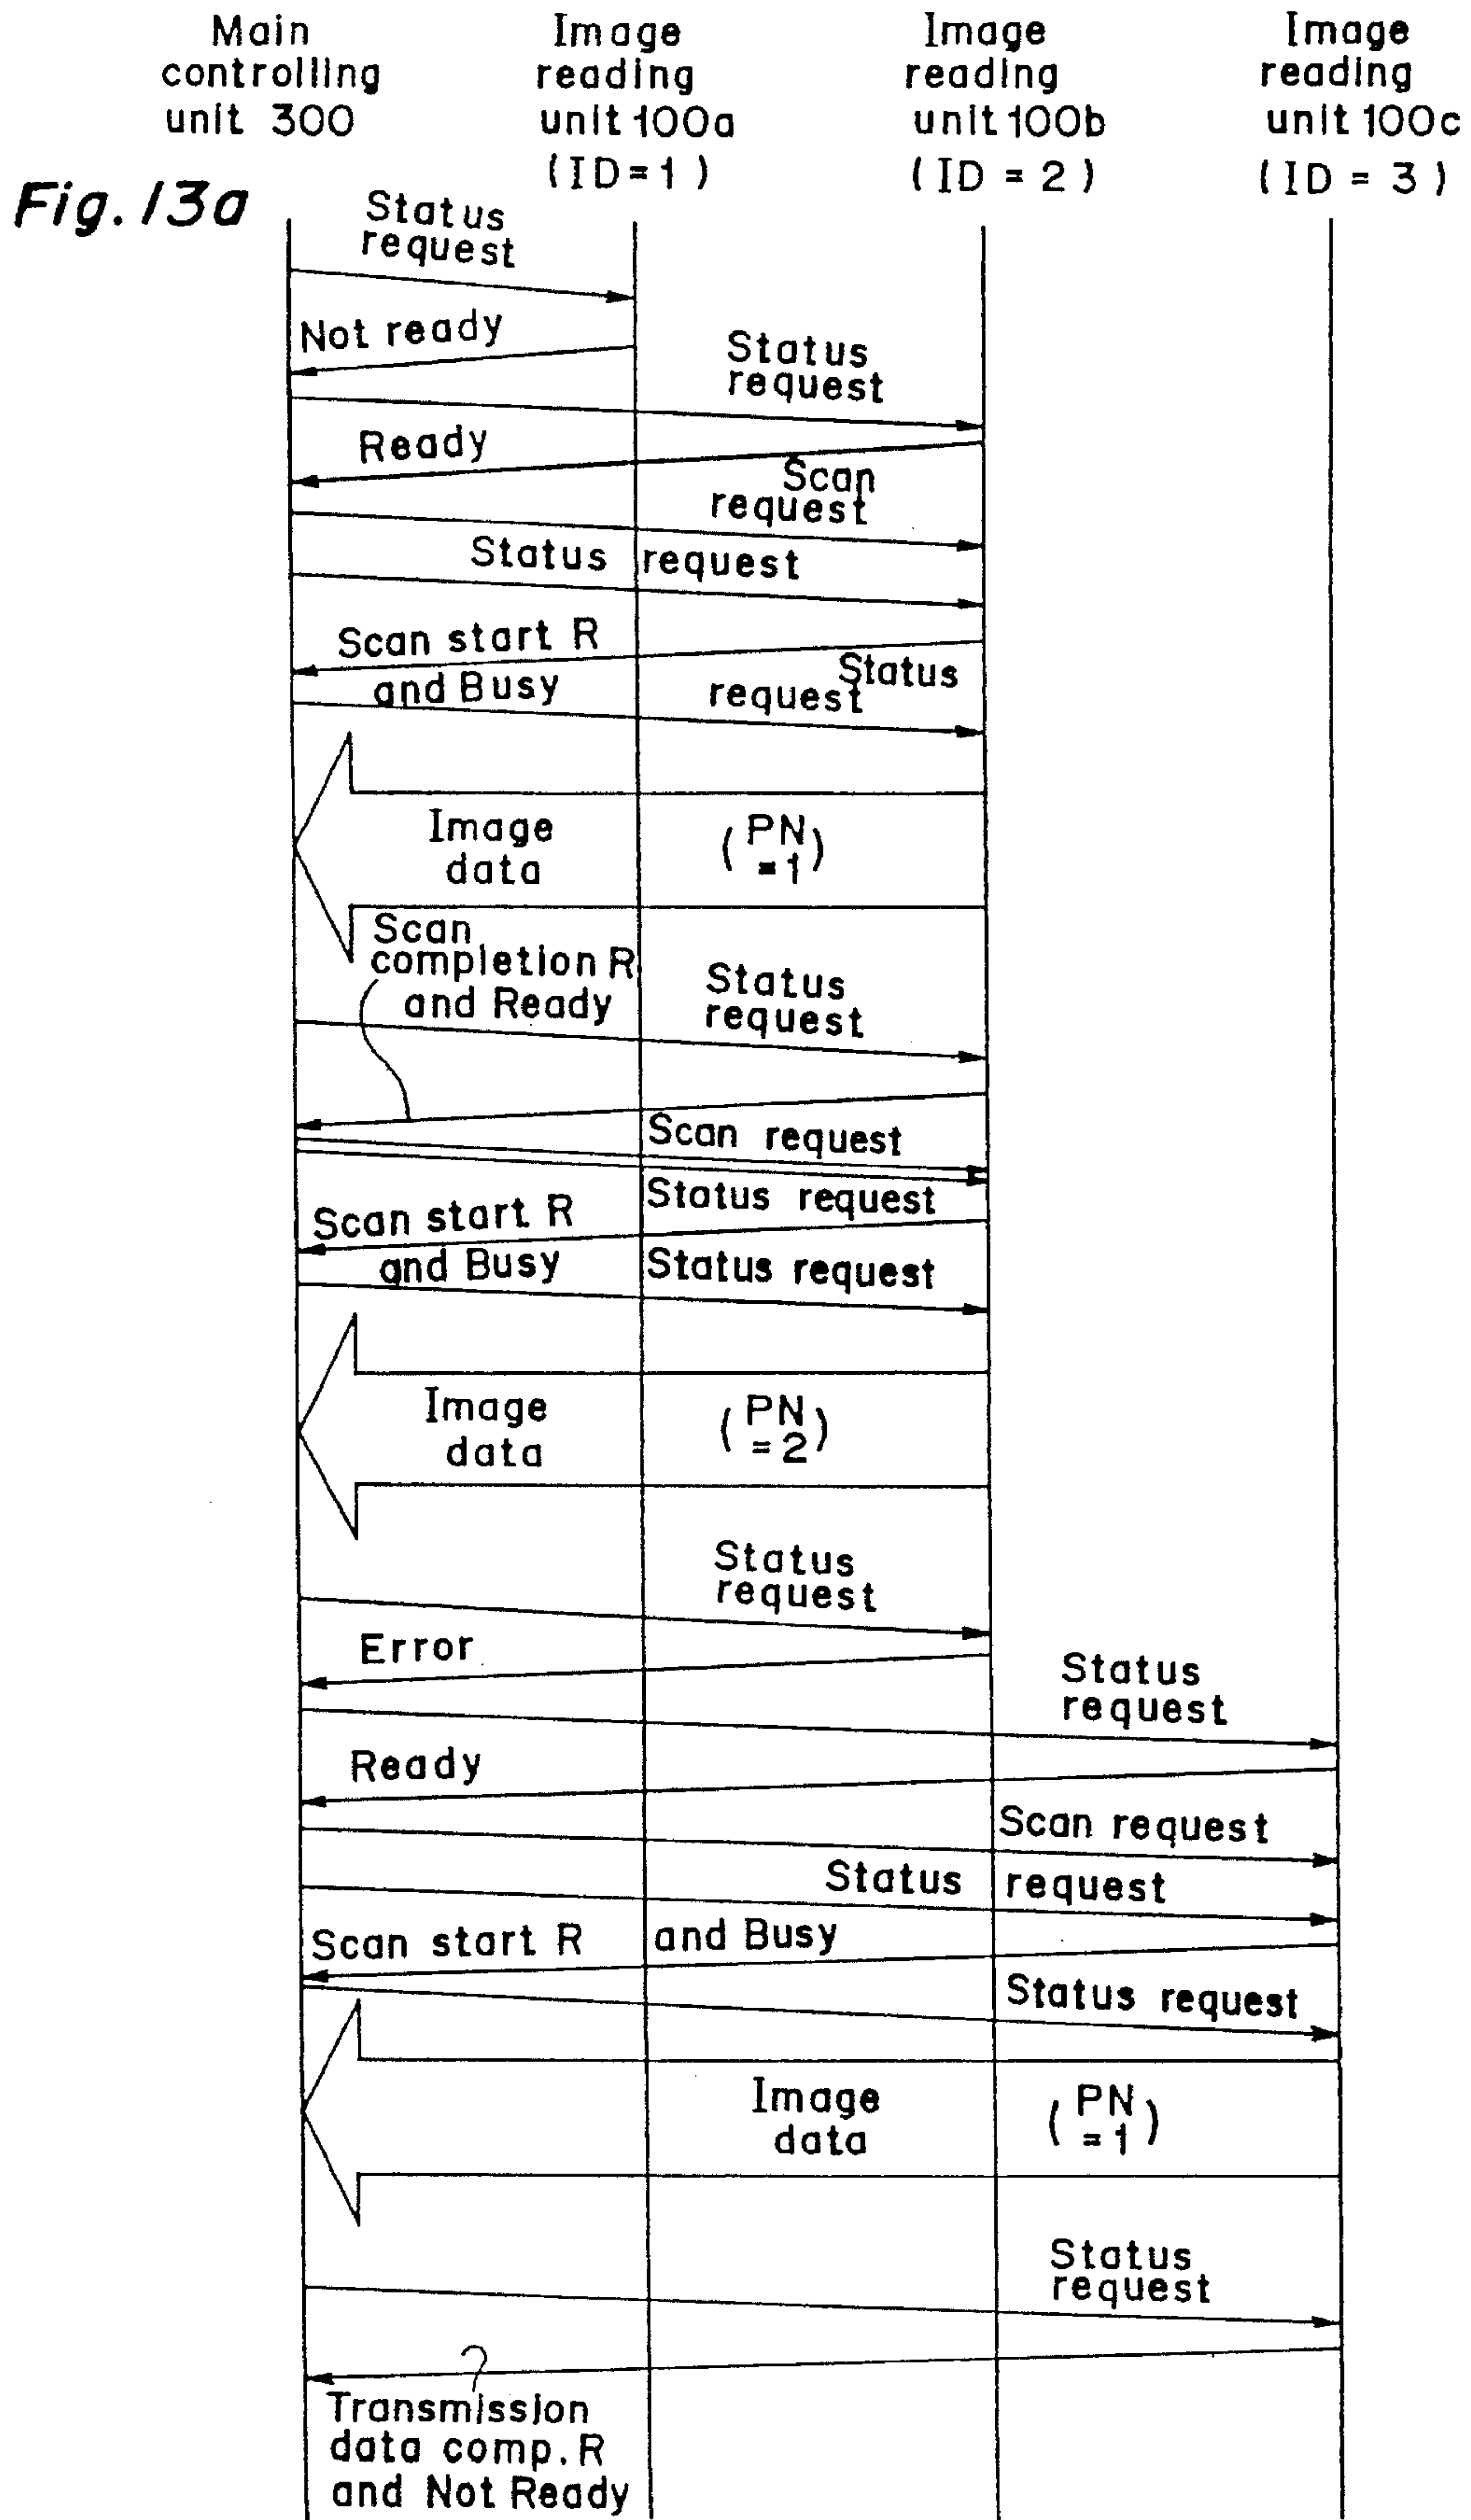 Main
controlling
unit 300
Image
reading
unit 100a
(ID=1)
Image
reading
unit 100b
(ID = 2)
Image
reading
unit 100c
(ID = 3)
Fig. 13a
Status
request
Not ready
Status
request
Ready
Scan
request
Status request
Scan start R
and Busy
Status
request
Image
data
(PN
=1)
Scan
completion R
and Ready
Status
request
Scan request
Status request
Scan start R
and Busy
Status request
Image
data
(PN
=2)
Status
request
Error
Status
request
Ready
Scan request
Status request
Scan start R and Busy
Status request
Image
data
(PN
=1)
Status
request
Transmission
data comp. R
and Not Ready